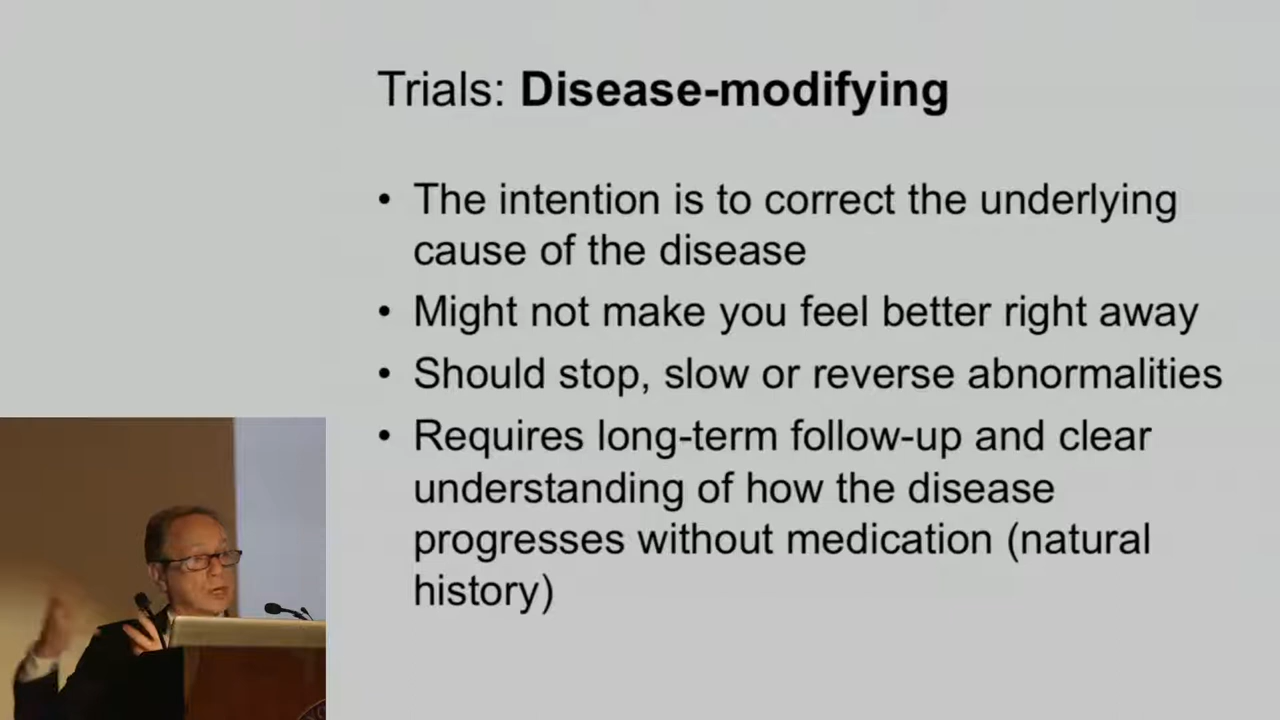 Trials: Disease-modifying
• The intention is to correct the underlying
cause of the disease
• Might not make you feel better right away
• Should stop, slow or reverse abnormalities
• Requires long-term follow-up and clear
understanding of how the disease
progresses without medication (natural
history)